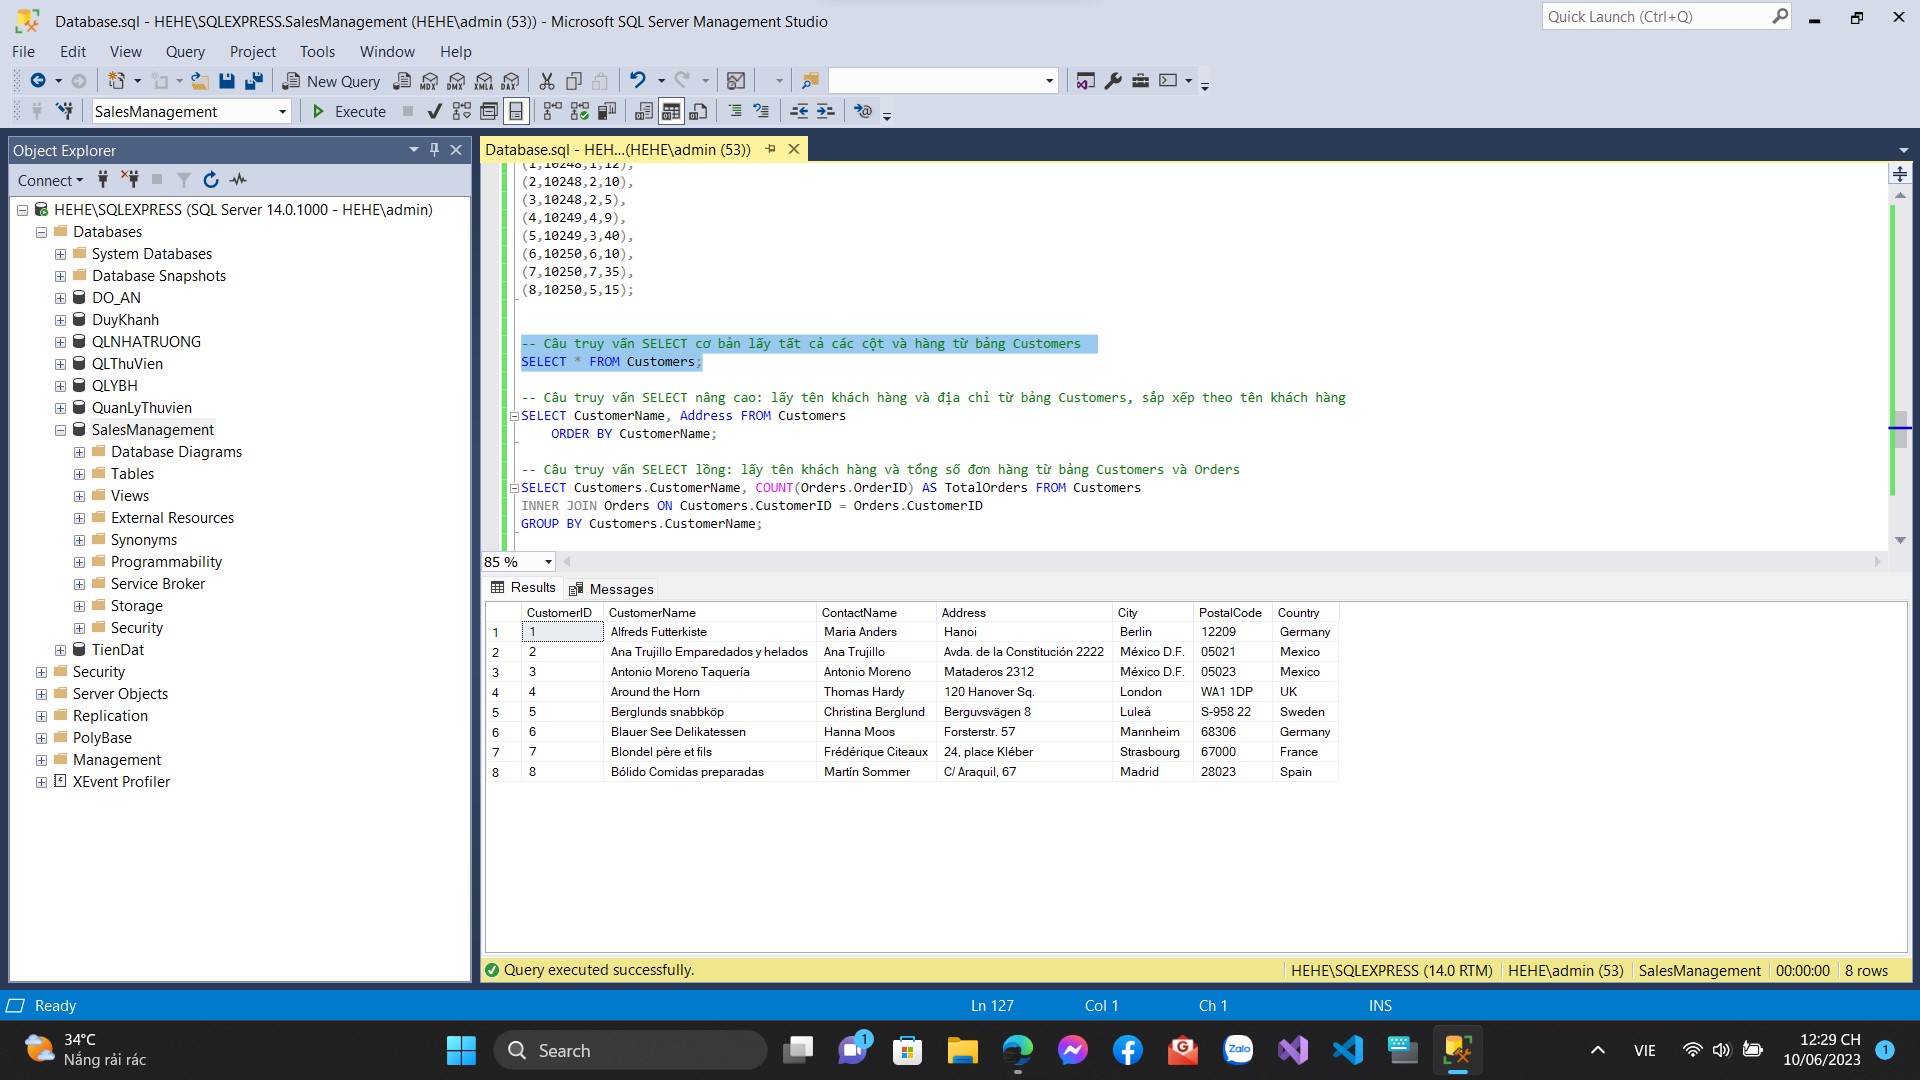 Database.sql - HEHE\SQLEXPRESS.SalesManagement (HEHE\admin (53)) - Microsoft SQL Server Management Studio
Quick Launch (Ctrl+Q)
File Edit View Query Project Tools Window Help
New Query MDX DMX XMLA DAX
SalesManagement Execute
Object Explorer
Connect
HEHE\SQLEXPRESS (SQL Server 14.0.1000 - HEHE\admin)
Databases
System Databases
Database Snapshots
DO_AN
DuyKhanh
QLNHATRUONG
QLThuVien
QLYBH
QuanLyThuvien
SalesManagement
Database Diagrams
Tables
Views
External Resources
Synonyms
Programmability
Service Broker
Storage
Security
TienDat
Security
Server Objects
Replication
PolyBase
Management
XEvent Profiler
Database.sql - HEH...(HEHE\admin (53))
(1,10248,1,12),
(2,10248,2,10),
(3,10248,2,5),
(4,10249,4,9),
(5,10249,3,40),
(6,10250,6,10),
(7,10250,7,35),
(8,10250,5,15);
-- Câu truy vấn SELECT cơ bản lấy tất cả các cột và hàng từ bảng Customers
SELECT * FROM Customers;
-- Câu truy vấn SELECT nâng cao: lấy tên khách hàng và địa chỉ từ bảng Customers, sắp xếp theo tên khách hàng
SELECT CustomerName, Address FROM Customers
ORDER BY CustomerName;
-- Câu truy vấn SELECT lồng: lấy tên khách hàng và tổng số đơn hàng từ bảng Customers và Orders
SELECT Customers.CustomerName, COUNT(Orders.OrderID) AS TotalOrders FROM Customers
INNER JOIN Orders ON Customers.CustomerID = Orders.CustomerID
GROUP BY Customers.CustomerName;
85 %
Results Messages
CustomerID CustomerName ContactName Address City PostalCode Country
1 1 Alfreds Futterkiste Maria Anders Hanoi Berlin 12209 Germany
2 2 Ana Trujillo Emparedados y helados Ana Trujillo Avda. de la Constitución 2222 México D.F. 05021 Mexico
3 3 Antonio Moreno Taquería Antonio Moreno Mataderos 2312 México D.F. 05023 Mexico
4 4 Around the Horn Thomas Hardy 120 Hanover Sq. London WA1 1DP UK
5 5 Berglunds snabbköp Christina Berglund Berguvsvägen 8 Luleå S-958 22 Sweden
6 6 Blauer See Delikatessen Hanna Moos Forsterstr. 57 Mannheim 68306 Germany
7 7 Blondel père et fils Frédérique Citeaux 24, place Kléber Strasbourg 67000 France
8 8 Bólido Comidas preparadas Martín Sommer C/ Araquil, 67 Madrid 28023 Spain
Query executed successfully. HEHE\SQLEXPRESS (14.0 RTM) HEHE\admin (53) SalesManagement 00:00:00 8 rows
Ready Ln 127 Col 1 Ch 1 INS
34°C
Nắng rải rác
Search
1
Zalo
VIE
12:29 CH
10/06/2023
1